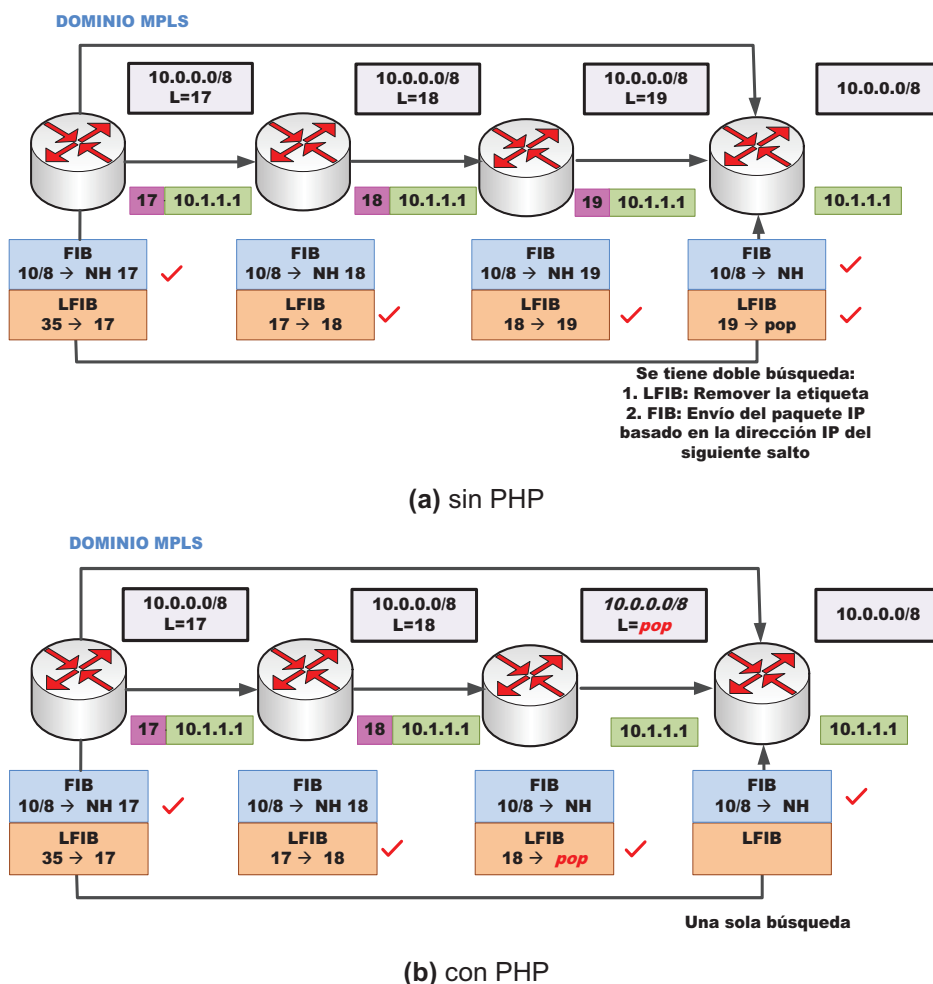 DOMINIO MPLS
10.0.0.0/8
L=17
10.0.0.0/8
L=18
10.0.0.0/8
L=19
10.0.0.0/8
17 10.1.1.1
18 10.1.1.1
19 10.1.1.1
10.1.1.1
FIB
10/8 → NH 17
LFIB
35 → 17
FIB
10/8 → NH 18
LFIB
17 → 18
FIB
10/8 → NH 19
LFIB
18 → 19
FIB
10/8 → NH
LFIB
19 → pop
Se tiene doble búsqueda:
1. LFIB: Remover la etiqueta
2. FIB: Envío del paquete IP
basado en la dirección IP del
siguiente salto
(a) sin PHP
DOMINIO MPLS
10.0.0.0/8
L=17
10.0.0.0/8
L=18
10.0.0.0/8
L=pop
10.0.0.0/8
17 10.1.1.1
18 10.1.1.1
10.1.1.1
10.1.1.1
FIB
10/8 → NH 17
LFIB
35 → 17
FIB
10/8 → NH 18
LFIB
17 → 18
FIB
10/8 → NH
LFIB
18 → pop
FIB
10/8 → NH
LFIB
Una sola búsqueda
(b) con PHP